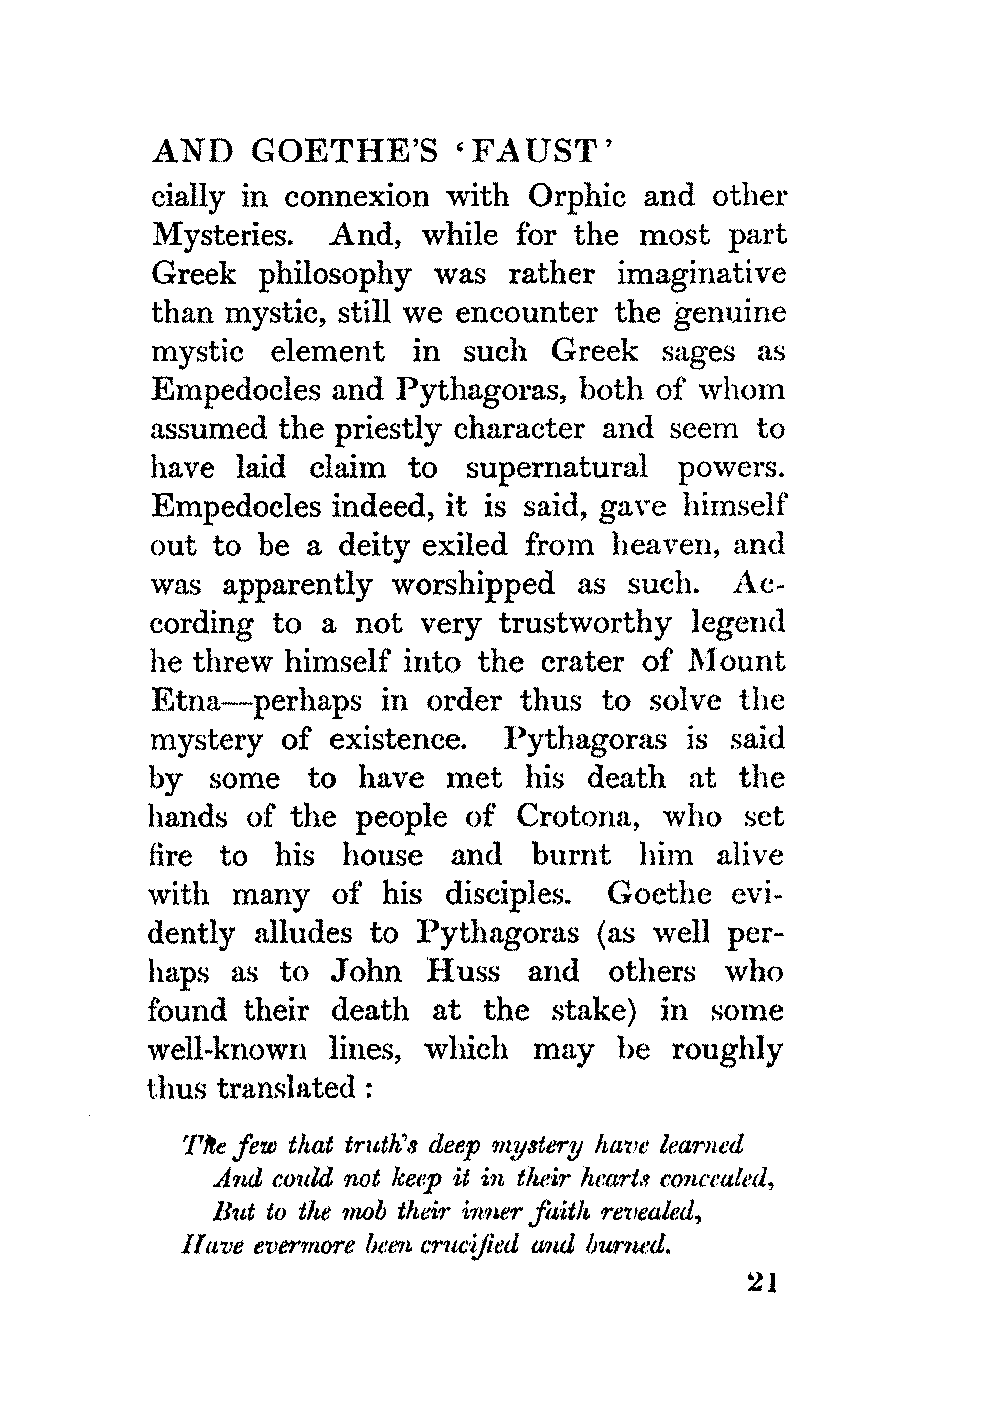 AND GOETHE'S ‘FAUST’
cially in connexion with Orphic and other
Mysteries. And, while for the most part
Greek philosophy was rather imaginative
than mystic, still we encounter the genuine
mystic element in such Greek sages as
Empedocles and Pythagoras, both of whom
assumed the priestly character and seem to
have laid claim to supernatural powers.
Empedocles indeed, it is said, gave himself
out to be a deity exiled from heaven, and
was apparently worshipped as such. Ac-
cording to a not very trustworthy legend
he threw himself into the crater of Mount
Etna—perhaps in order thus to solve the
mystery of existence. Pythagoras is said
by some to have met his death at the
hands of the people of Crotona, who set
fire to his house and burnt him alive
with many of his disciples. Goethe evi-
dently alludes to Pythagoras (as well per-
haps as to John Huss and others who
found their death at the stake) in some
well-known lines, which may be roughly
thus translated :
The few that truth's deep mystery have learned
And could not keep it in their hearts concealed,
But to the mob their inner faith revealed,
Have evermore been crucified and burned.
21